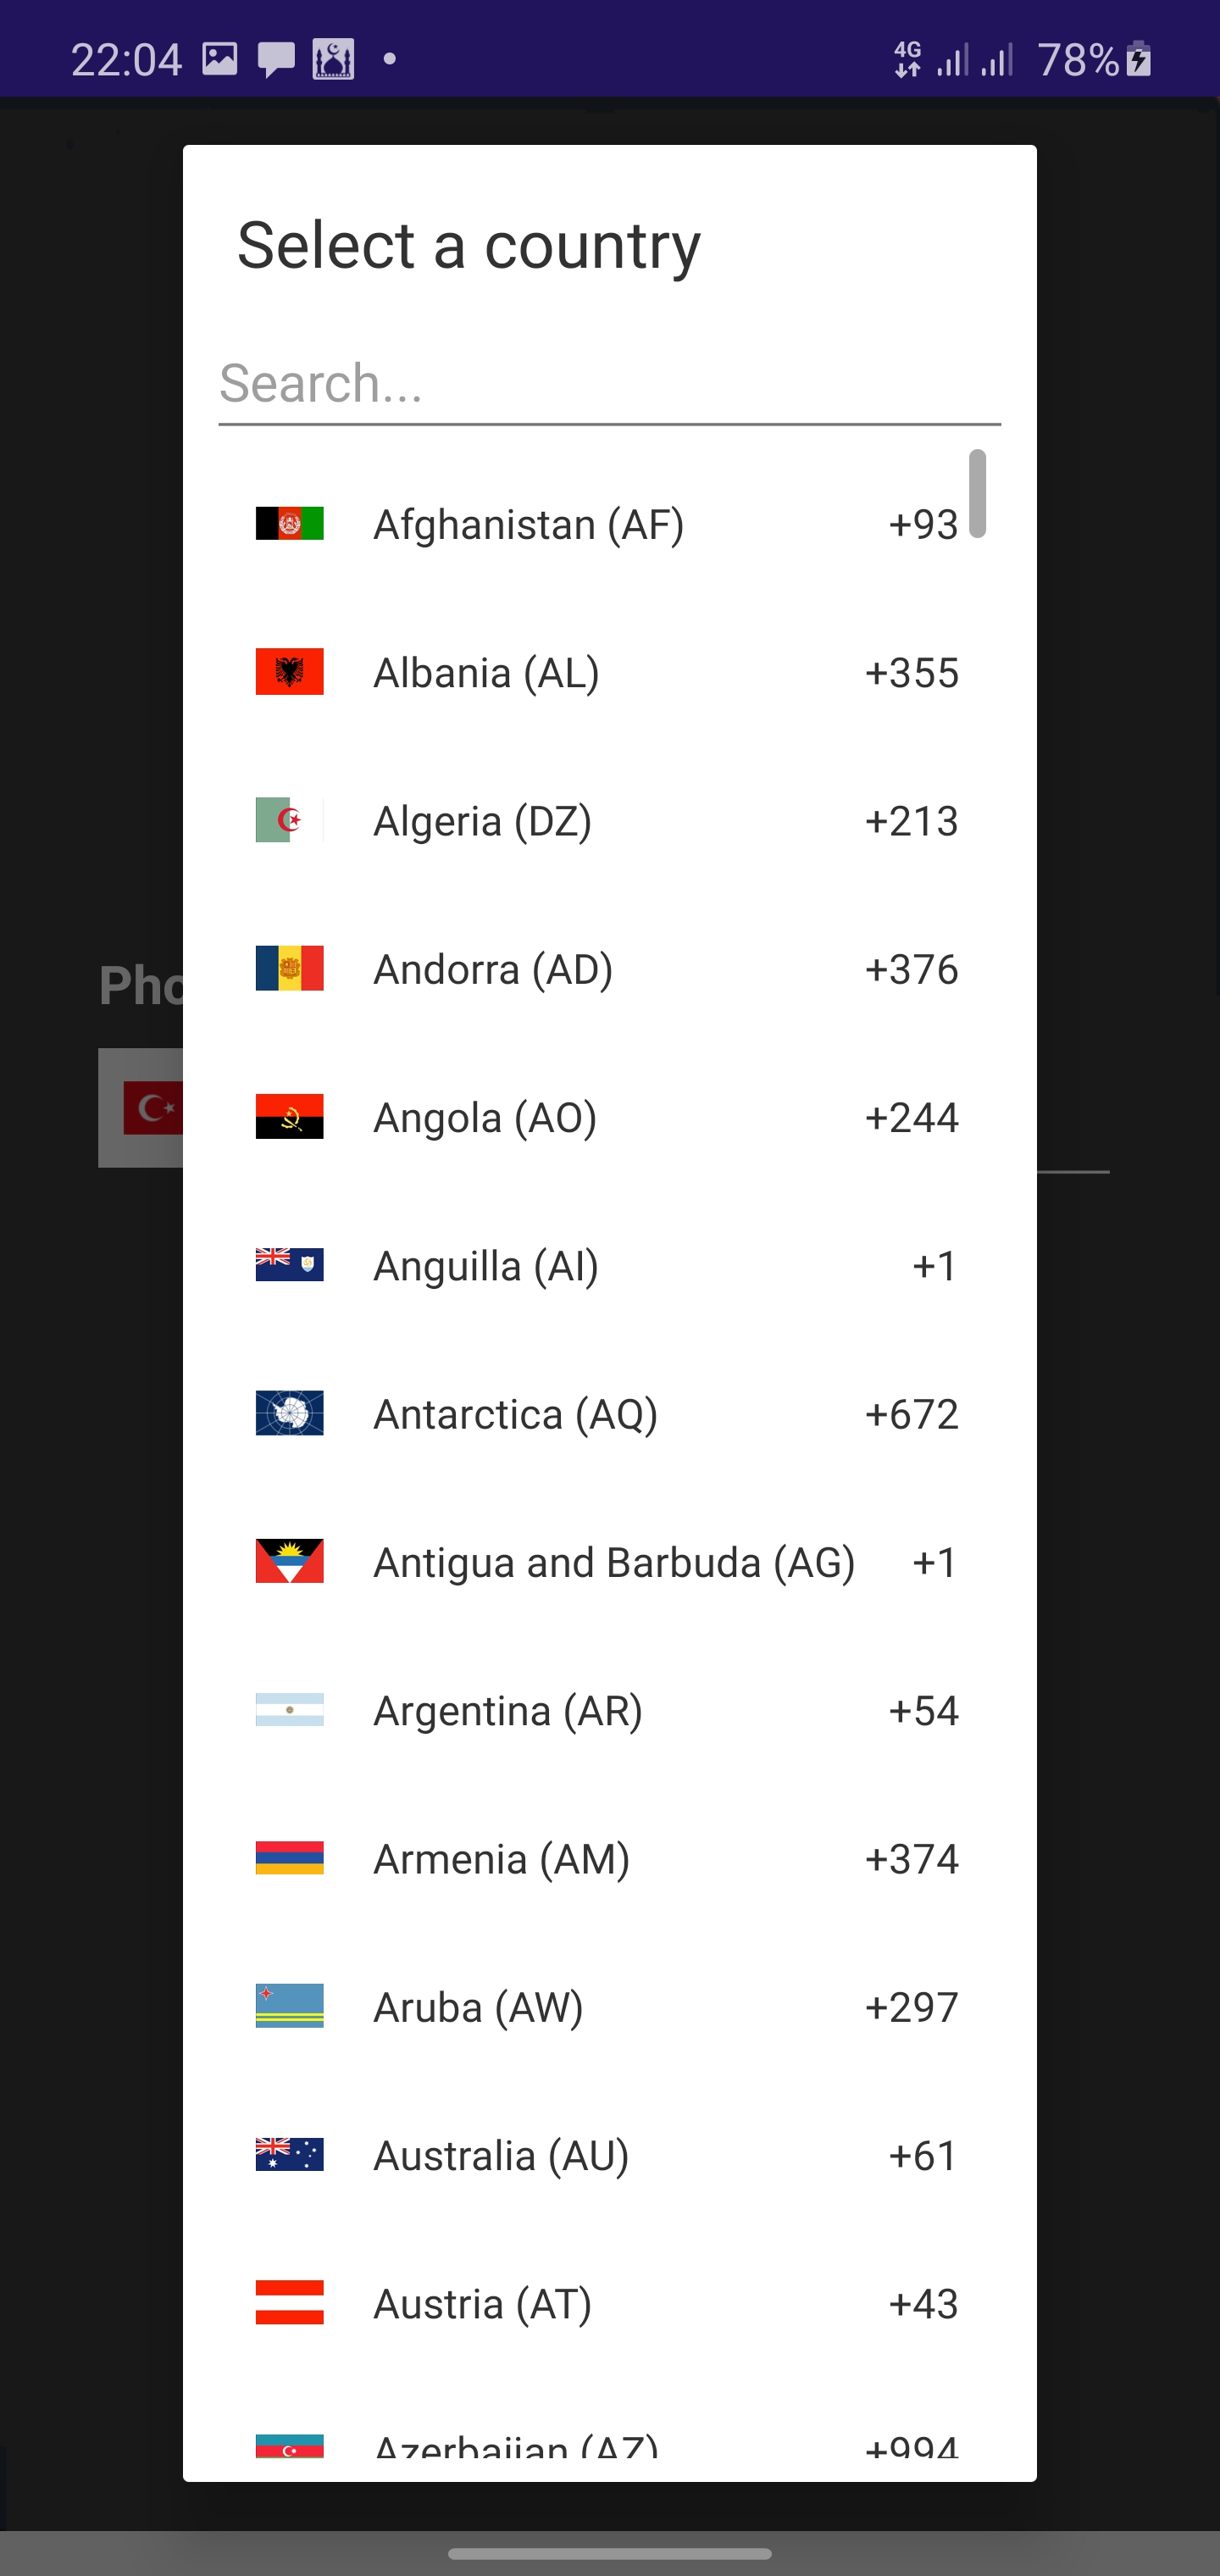 22:04 4G 78%
Select a country
Search...
Afghanistan (AF) +93
Albania (AL) +355
Algeria (DZ) +213
Andorra (AD) +376
Pho
Angola (AO) +244
Anguilla (AI) +1
Antarctica (AQ) +672
Antigua and Barbuda (AG) +1
Argentina (AR) +54
Armenia (AM) +374
Aruba (AW) +297
Australia (AU) +61
Austria (AT) +43
Azerbaijan (AZ) +994